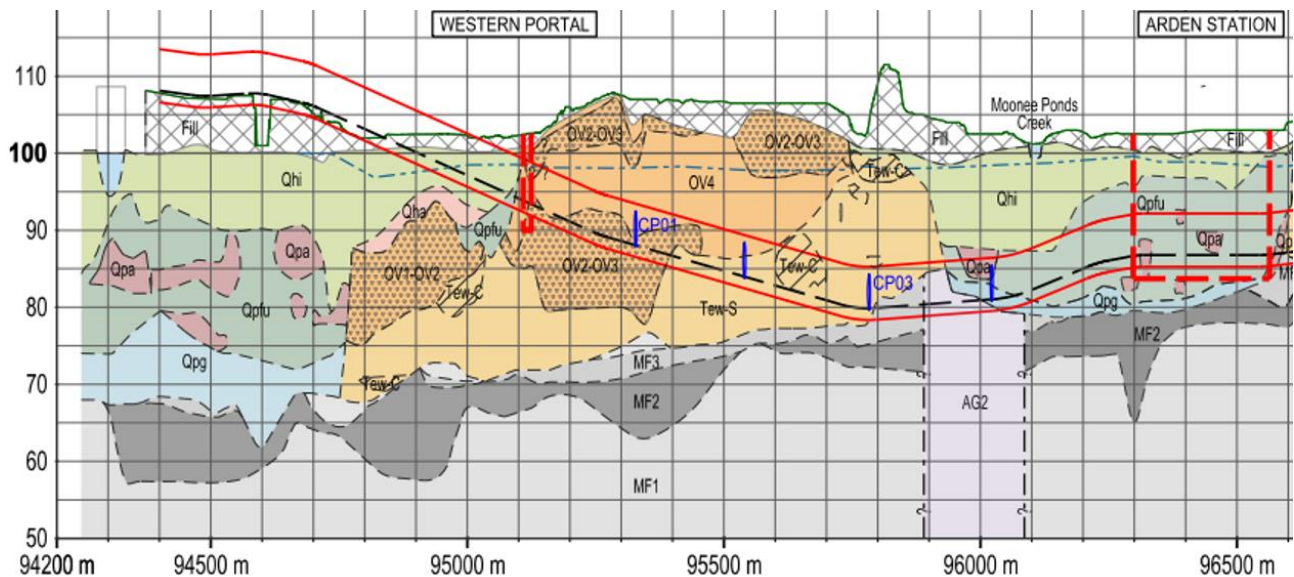 WESTERN PORTAL
ARDEN STATION
110
Moonee Ponds
Creek
Fill
OV2-OV3
OV2-OV3
Fill
Fill
100
Tew-C
Qhi
OV4
Qhi
Qpfu
90
Qha
Qpfu
CP01
Qpa
Qpa
Qpa
Qpa
OV1-OV2
OV2-OV3
Tew-C
CP03
80
Qpfu
Tew-C
Tew-S
Qpg
MF2
Qpg
MF3
70
Tew-C
MF2
AG2
60
MF1
50
94200 m
94500 m
95000 m
95500 m
96000 m
96500 m